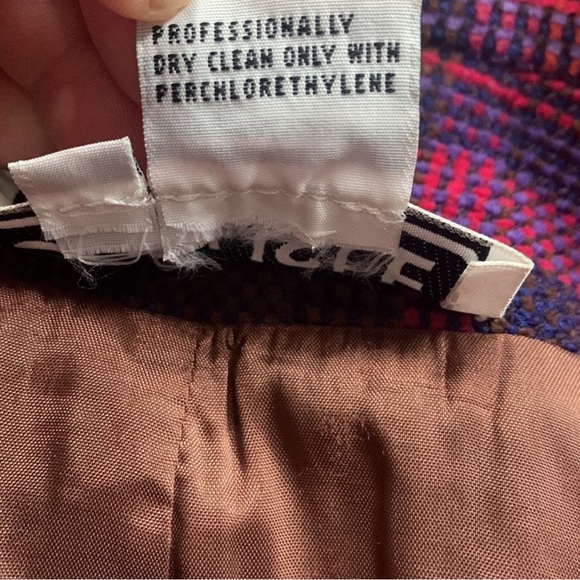 PROFESSIONALLY
DRY CLEAN ONLY WITH
PERCHLORETHYLENE